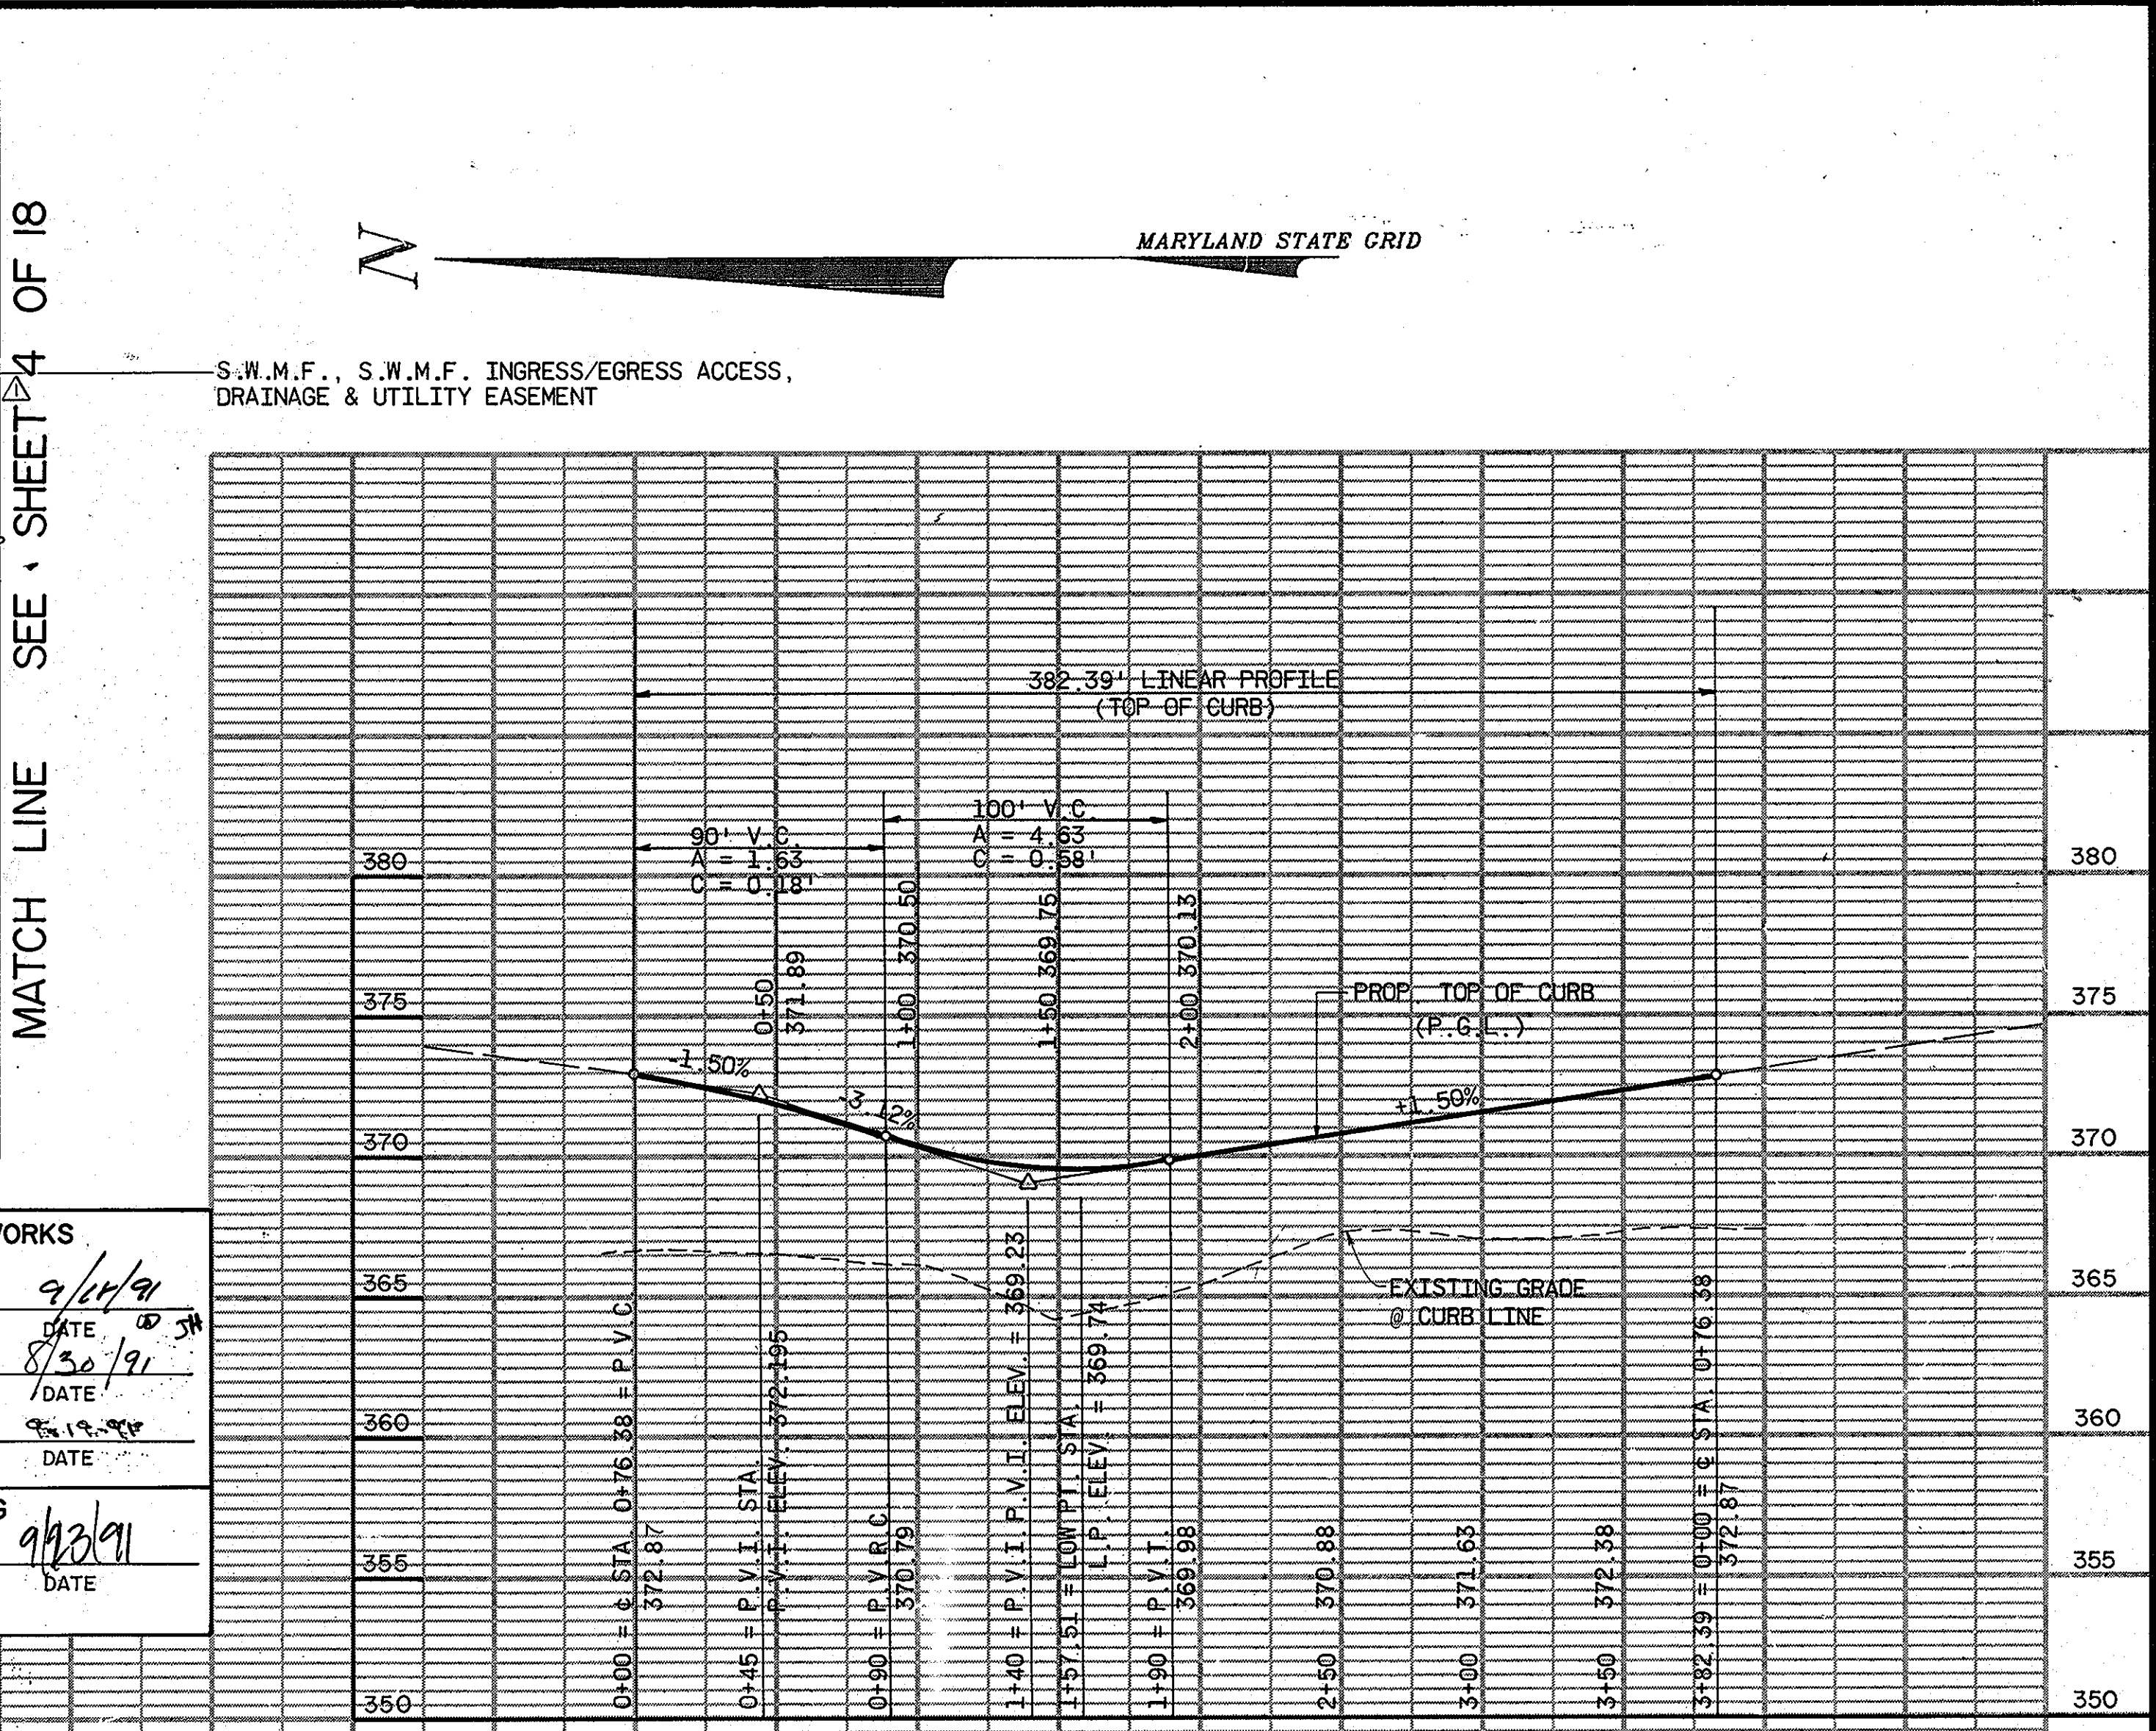 MATCH LINE SEE SHEET 4 OF 18
N
MARYLAND STATE GRID
S.W.M.F., S.W.M.F. INGRESS/EGRESS ACCESS,
DRAINAGE & UTILITY EASEMENT
382.39' LINEAR PROFILE
(TOP OF CURB)
90' V.C.
A = 1.63
C = 0.18'
100' V.C.
A = 4.63
C = 0.58'
380
375
370
365
360
355
350
380
375
370
365
360
355
350
0+50
371.89
1+00 370.50
1+50 369.75
2+00 370.13
PROP. TOP OF CURB
(P.G.L.)
-1.50%
-3.12%
+1.50%
EXISTING GRADE
@ CURB LINE
0+00 = ℄ STA. 0+76.38 = P.V.C.
372.87
0+45 = P.V.I. STA.
P.V.I. ELEV. 372.195
0+90 = P.V.R.C.
370.79
1+40 = P.V.I. P.V.I. ELEV. = 369.23
1+57.51 = LOW PT. STA.
L.P. ELEV. = 369.74
1+90 = P.V.T.
369.98
2+50 370.88
3+00 371.63
3+50 372.38
3+82.39 = 0+00 = ℄ STA. 0+76.38
372.87
ORKS
DATE JH
8/30/91
DATE
DATE
G
9/23/91
DATE